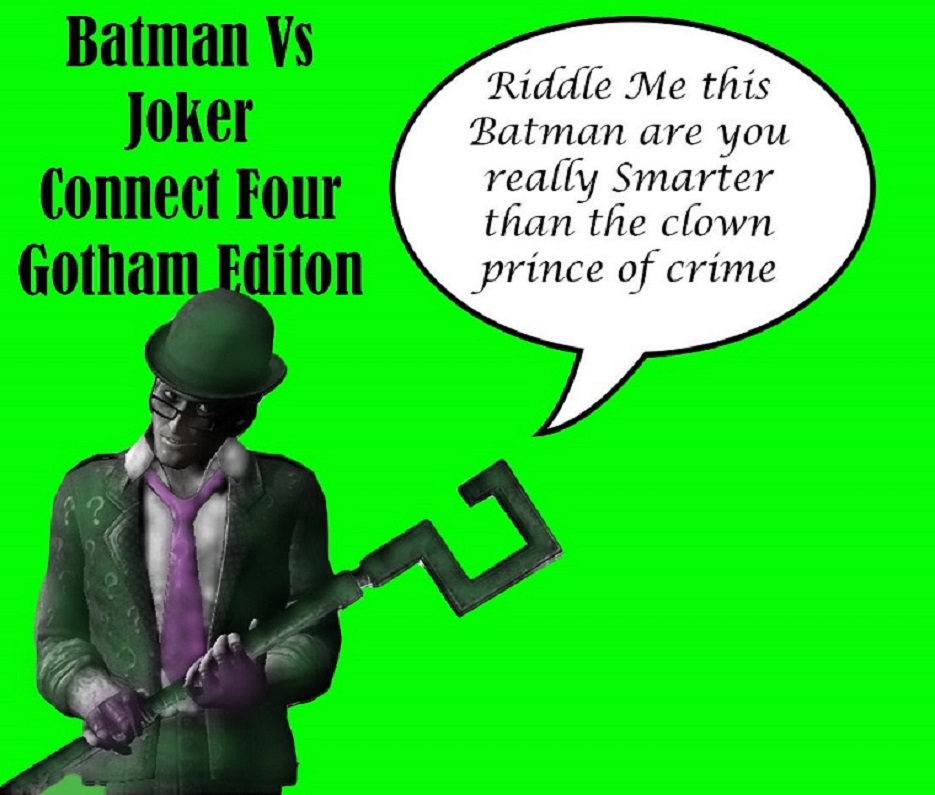 Batman Vs
Joker
Connect Four
Gotham Editon
Riddle Me this
Batman are you
really Smarter
than the clown
prince of crime